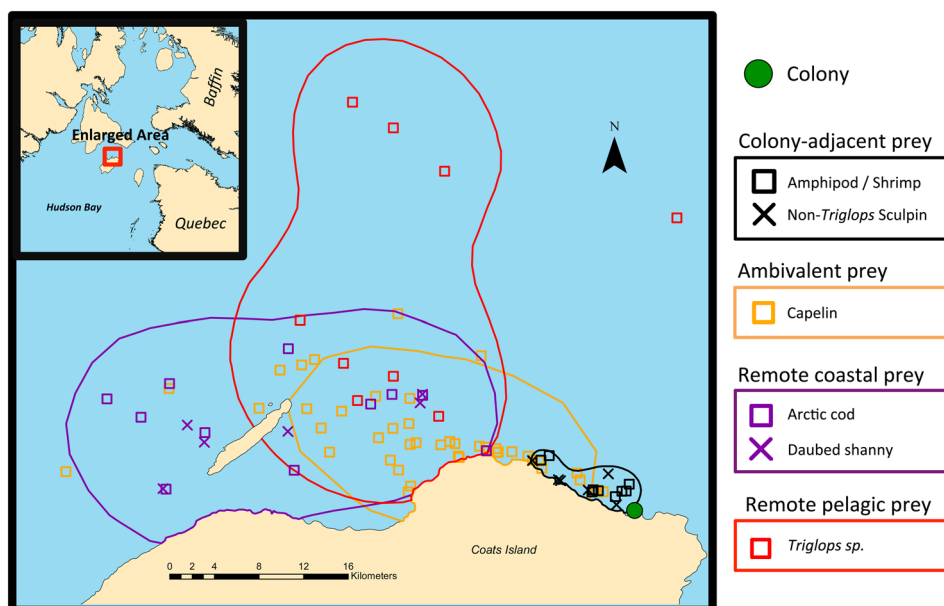 Baffin
Enlarged Area
Hudson Bay
Quebec
N
Coats Island
0 2 4 8 12 16
Kilometers
Colony
Colony-adjacent prey
Amphipod / Shrimp
Non-Triglops Sculpin
Ambivalent prey
Capelin
Remote coastal prey
Arctic cod
Daubed shanny
Remote pelagic prey
Triglops sp.